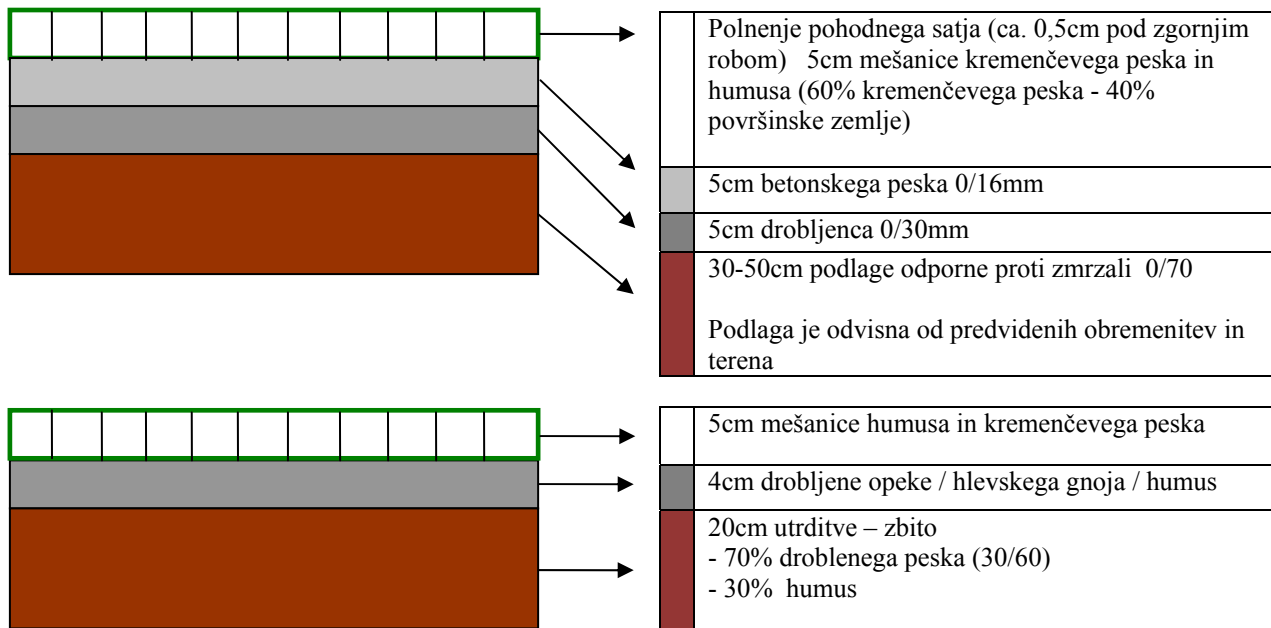 Polnenje pohodnega satja (ca. 0,5cm pod zgornjim
robom) 5cm mešanice kremenčevega peska in
humusa (60% kremenčevega peska - 40%
površinske zemlje)
5cm betonskega peska 0/16mm
5cm drobljenca 0/30mm
30-50cm podlage odporne proti zmrzali 0/70
Podlaga je odvisna od predvidenih obremenitev in
terena
5cm mešanice humusa in kremenčevega peska
4cm drobljene opeke / hlevskega gnoja / humus
20cm utrditve – zbito
- 70% droblenega peska (30/60)
- 30% humus